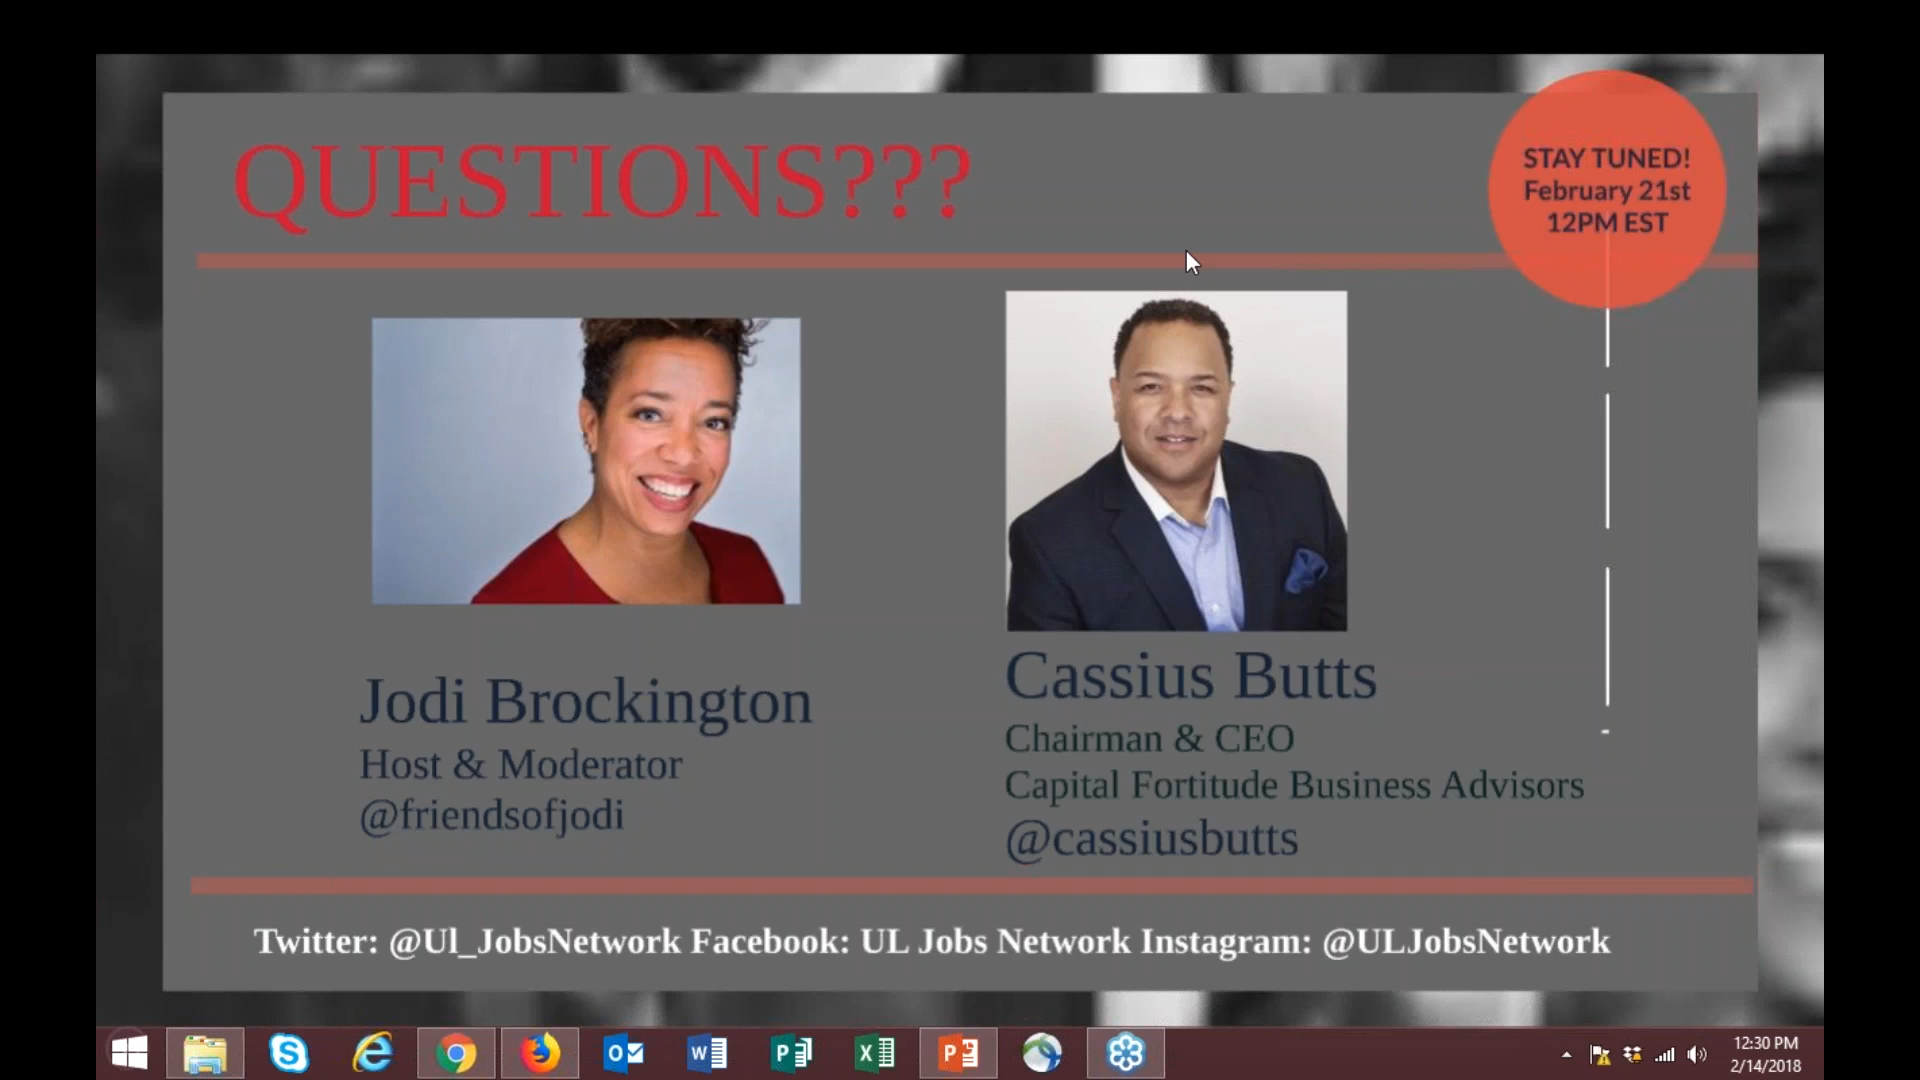 QUESTIONS???
STAY TUNED!
February 21st
12PM EST
Jodi Brockington
Host & Moderator
@friendsofjodi
Cassius Butts
Chairman & CEO
Capital Fortitude Business Advisors
@cassiusbutts
Twitter: @Ul_JobsNetwork Facebook: UL Jobs Network Instagram: @ULJobsNetwork
12:30 PM
2/14/2018